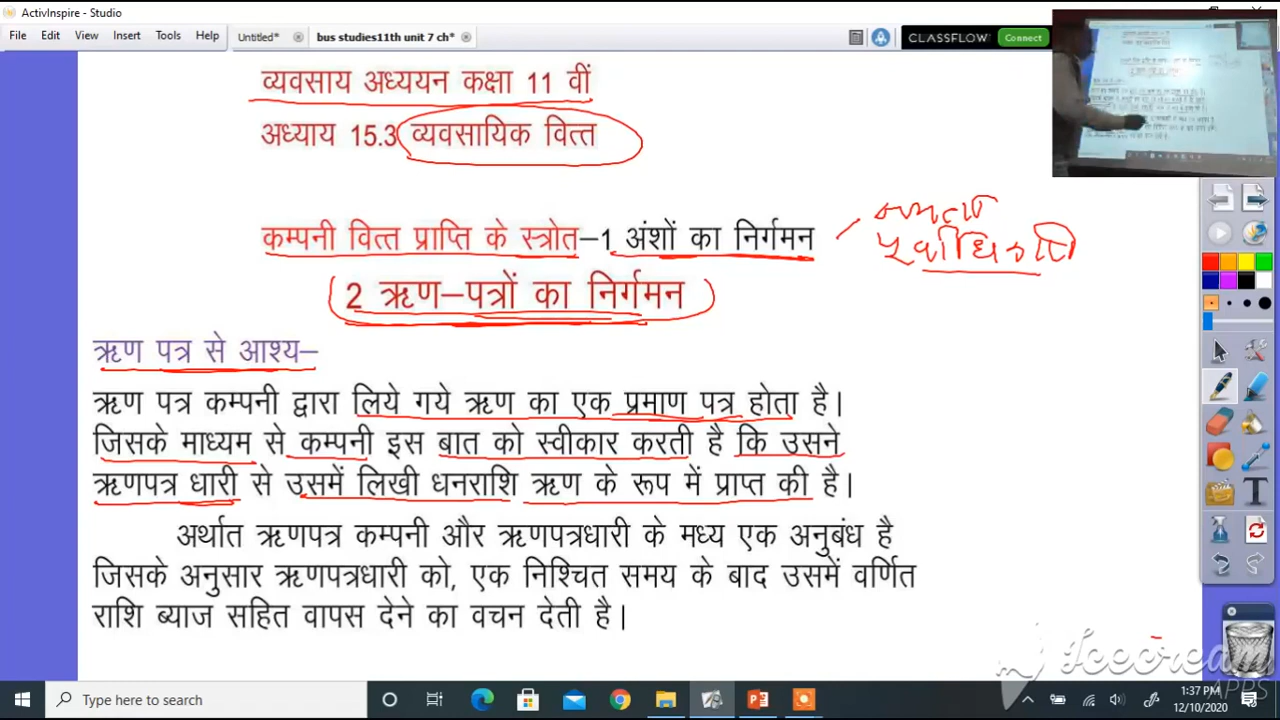 ActivInspire - Studio
File Edit View Insert Tools Help Untitled* bus studies11th unit 7 ch* CLASSFLOW Connect
व्यवसाय अध्ययन कक्षा 11 वीं
अध्याय 15.3 व्यवसायिक वित्त
कम्पनी वित्त प्राप्ति के स्त्रोत–1 अंशों का निर्गमन
2 ऋण–पत्रों का निर्गमन
ऋण पत्र से आश्य–
ऋण पत्र कम्पनी द्वारा लिये गये ऋण का एक प्रमाण पत्र होता है।
जिसके माध्यम से कम्पनी इस बात को स्वीकार करती है कि उसने
ऋणपत्र धारी से उसमें लिखी धनराशि ऋण के रूप में प्राप्त की है।
अर्थात ऋणपत्र कम्पनी और ऋणपत्रधारी के मध्य एक अनुबंध है
जिसके अनुसार ऋणपत्रधारी को, एक निश्चित समय के बाद उसमें वर्णित
राशि ब्याज सहित वापस देने का वचन देती है।
Icecream
APPS
Type here to search
1:37 PM
12/10/2020